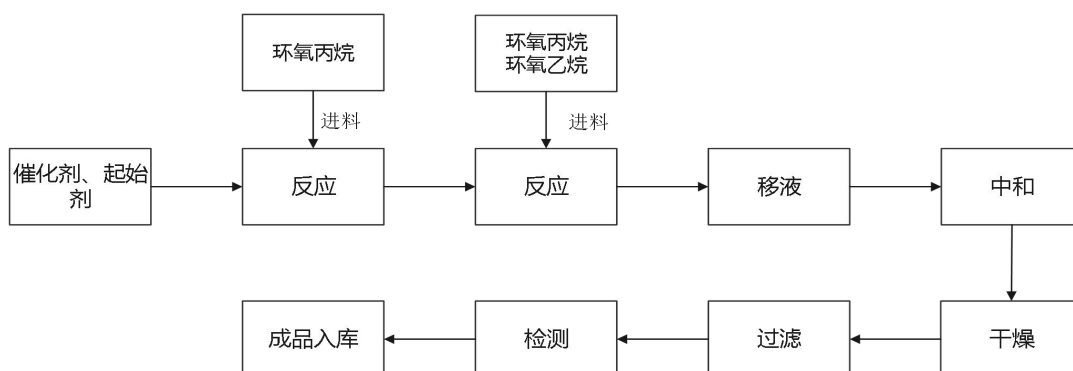 环氧丙烷
环氧丙烷
环氧乙烷
进料
进料
催化剂、起始
剂
反应
反应
移液
中和
成品入库
检测
过滤
干燥